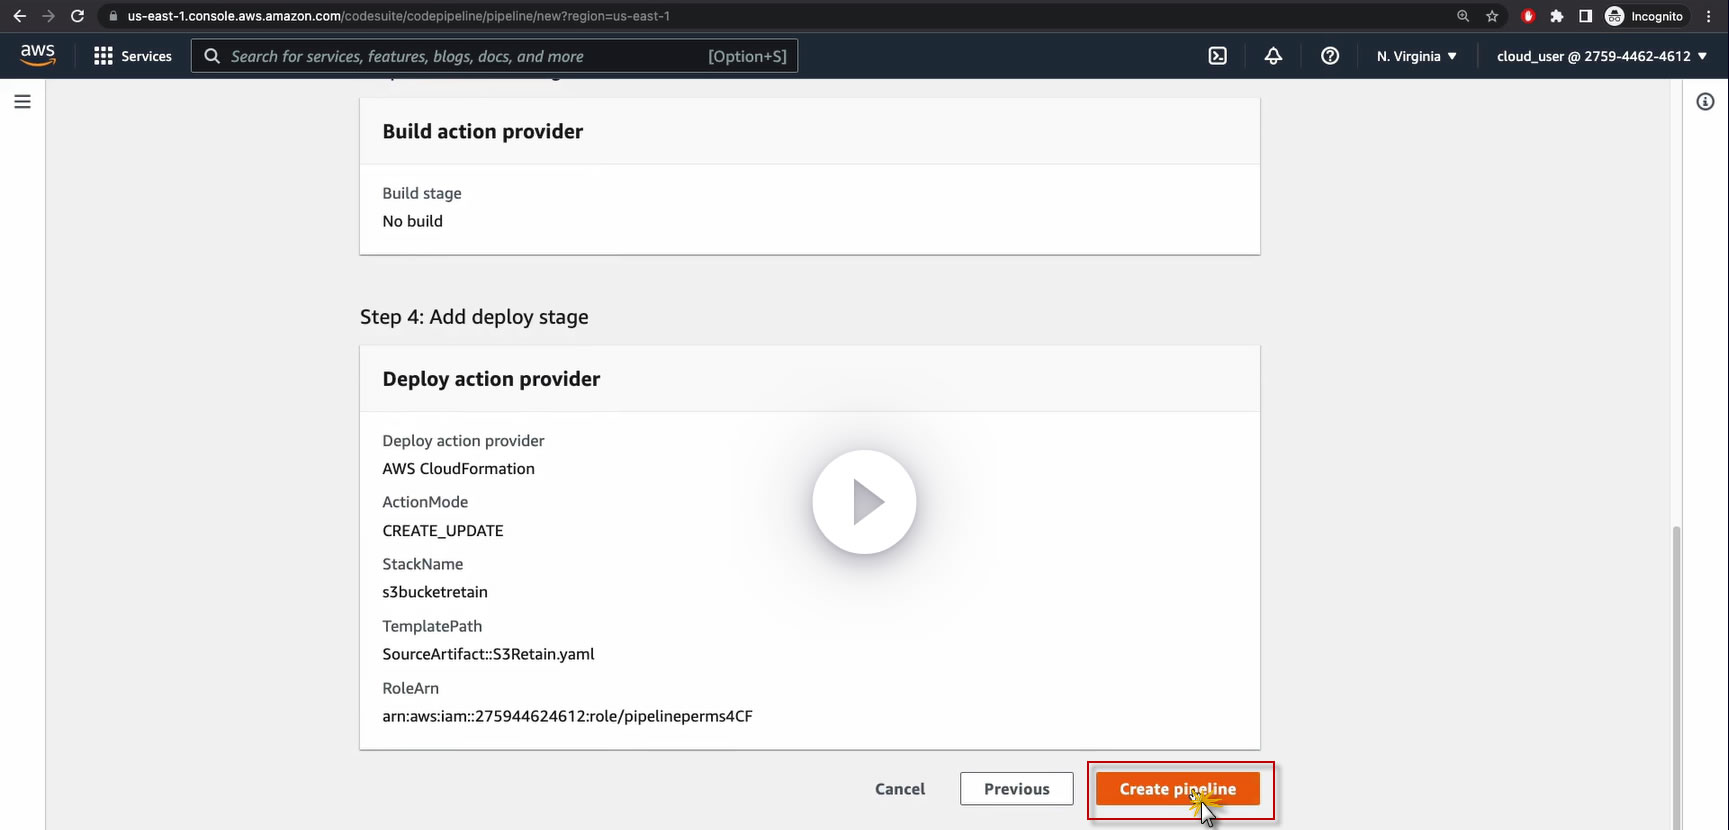 us-east-1.console.aws.amazon.com/codesuite/codepipeline/pipeline/new?region=us-east-1
Incognito
aws
Services
Search for services, features, blogs, docs, and more
[Option+S]
N. Virginia
cloud_user @ 2759-4462-4612
Build action provider
Build stage
No build
Step 4: Add deploy stage
Deploy action provider
Deploy action provider
AWS CloudFormation
ActionMode
CREATE_UPDATE
StackName
s3bucketretain
TemplatePath
SourceArtifact::S3Retain.yaml
RoleArn
arn:aws:iam::275944624612:role/pipelineperms4CF
Cancel
Previous
Create pipeline